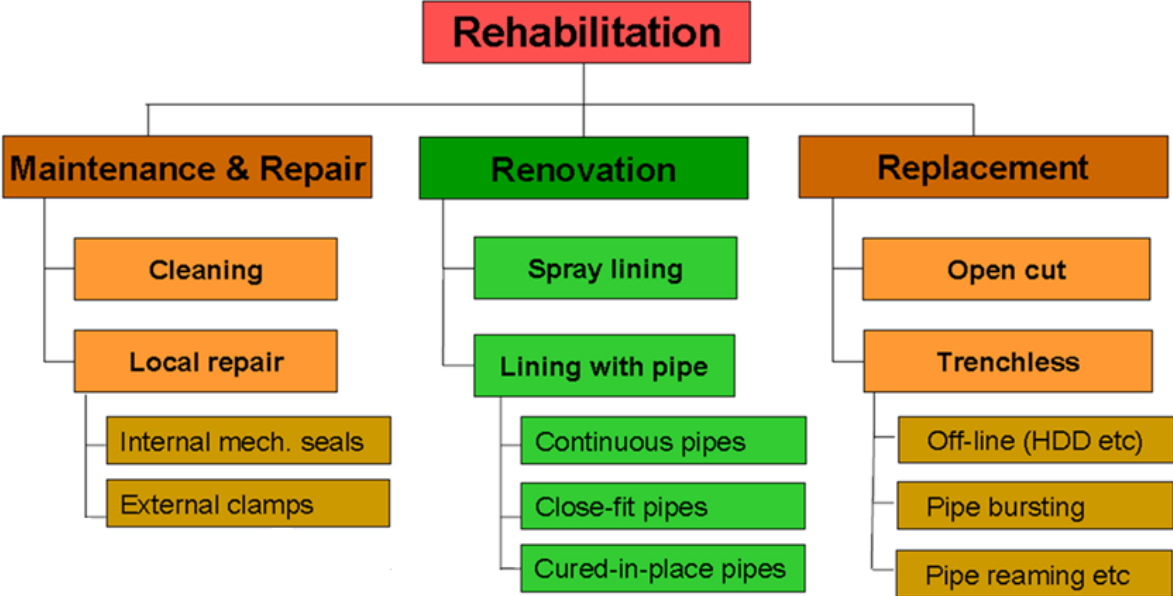 Rehabilitation
Maintenance & Repair
Cleaning
Local repair
Internal mech. seals
External clamps
Renovation
Spray lining
Lining with pipe
Continuous pipes
Close-fit pipes
Cured-in-place pipes
Replacement
Open cut
Trenchless
Off-line (HDD etc)
Pipe bursting
Pipe reaming etc